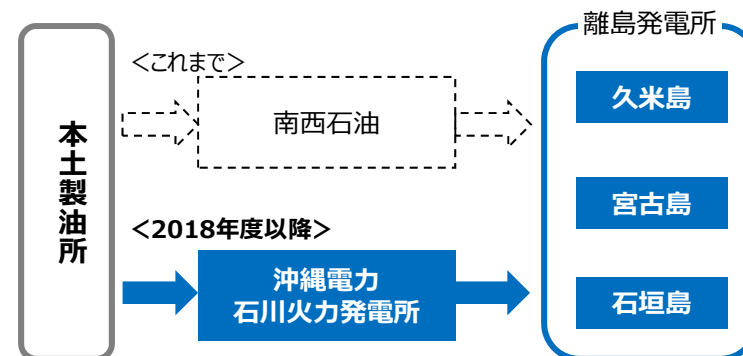 離島発電所
<これまで>
本土製油所
南西石油
久米島
宮古島
<2018年度以降>
沖縄電力
石川火力発電所
石垣島